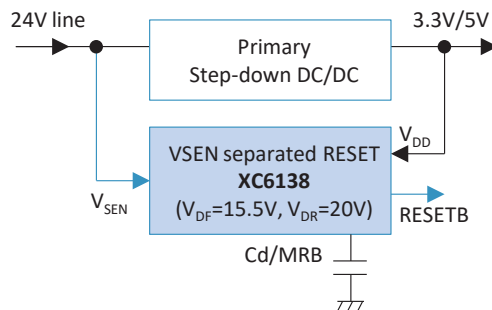 24V line
3.3V/5V
Primary
Step-down DC/DC
VDD
VSEN separated RESET
XC6138
(VDF=15.5V, VDR=20V)
VSEN
RESETB
Cd/MRB